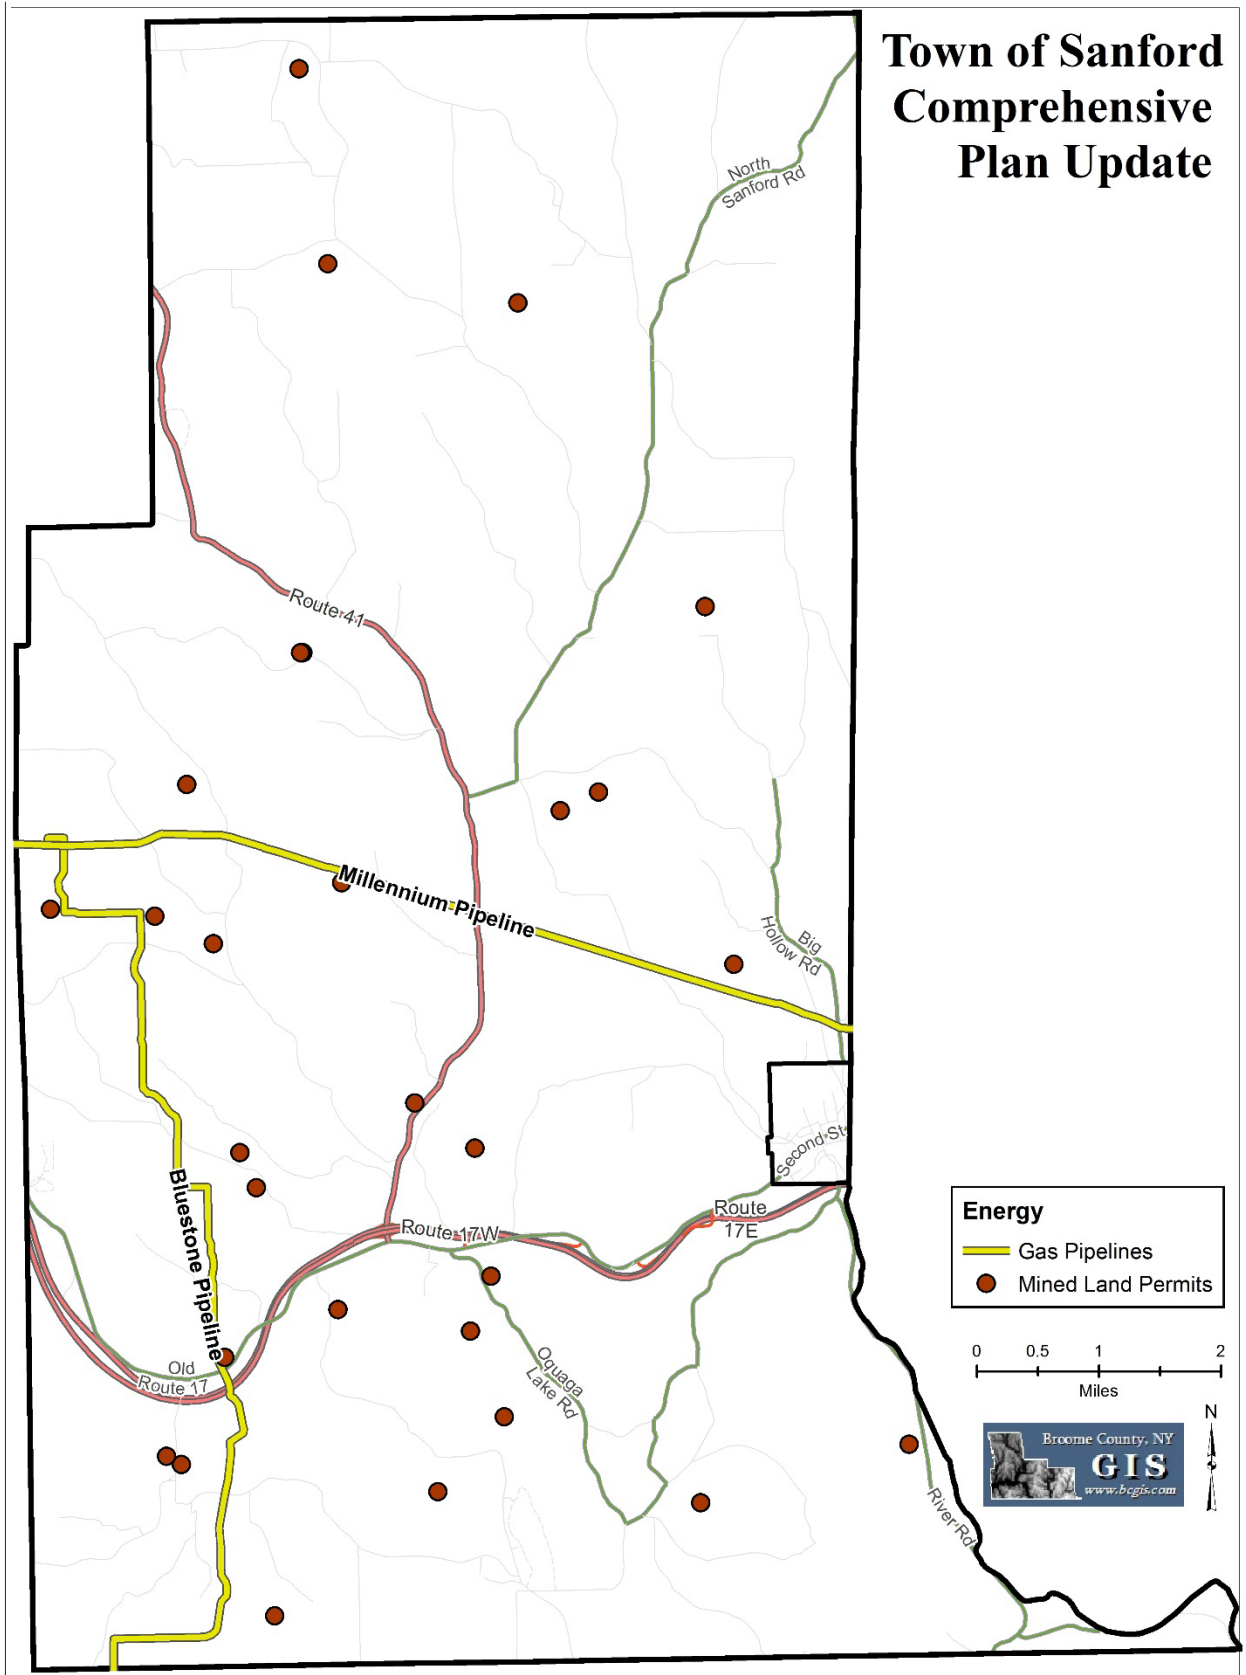 Town of Sanford
Comprehensive
Plan Update
North
Sanford Rd
Route 41
Millennium Pipeline
Big
Hollow Rd
Second St
Bluestone Pipeline
Route 17W
Route
17E
Old
Route 17
Oquaga
Lake Rd
River Rd
Energy
Gas Pipelines
Mined Land Permits
0 0.5 1 2
Miles
N
Broome County, NY
GIS
www.bcgis.com